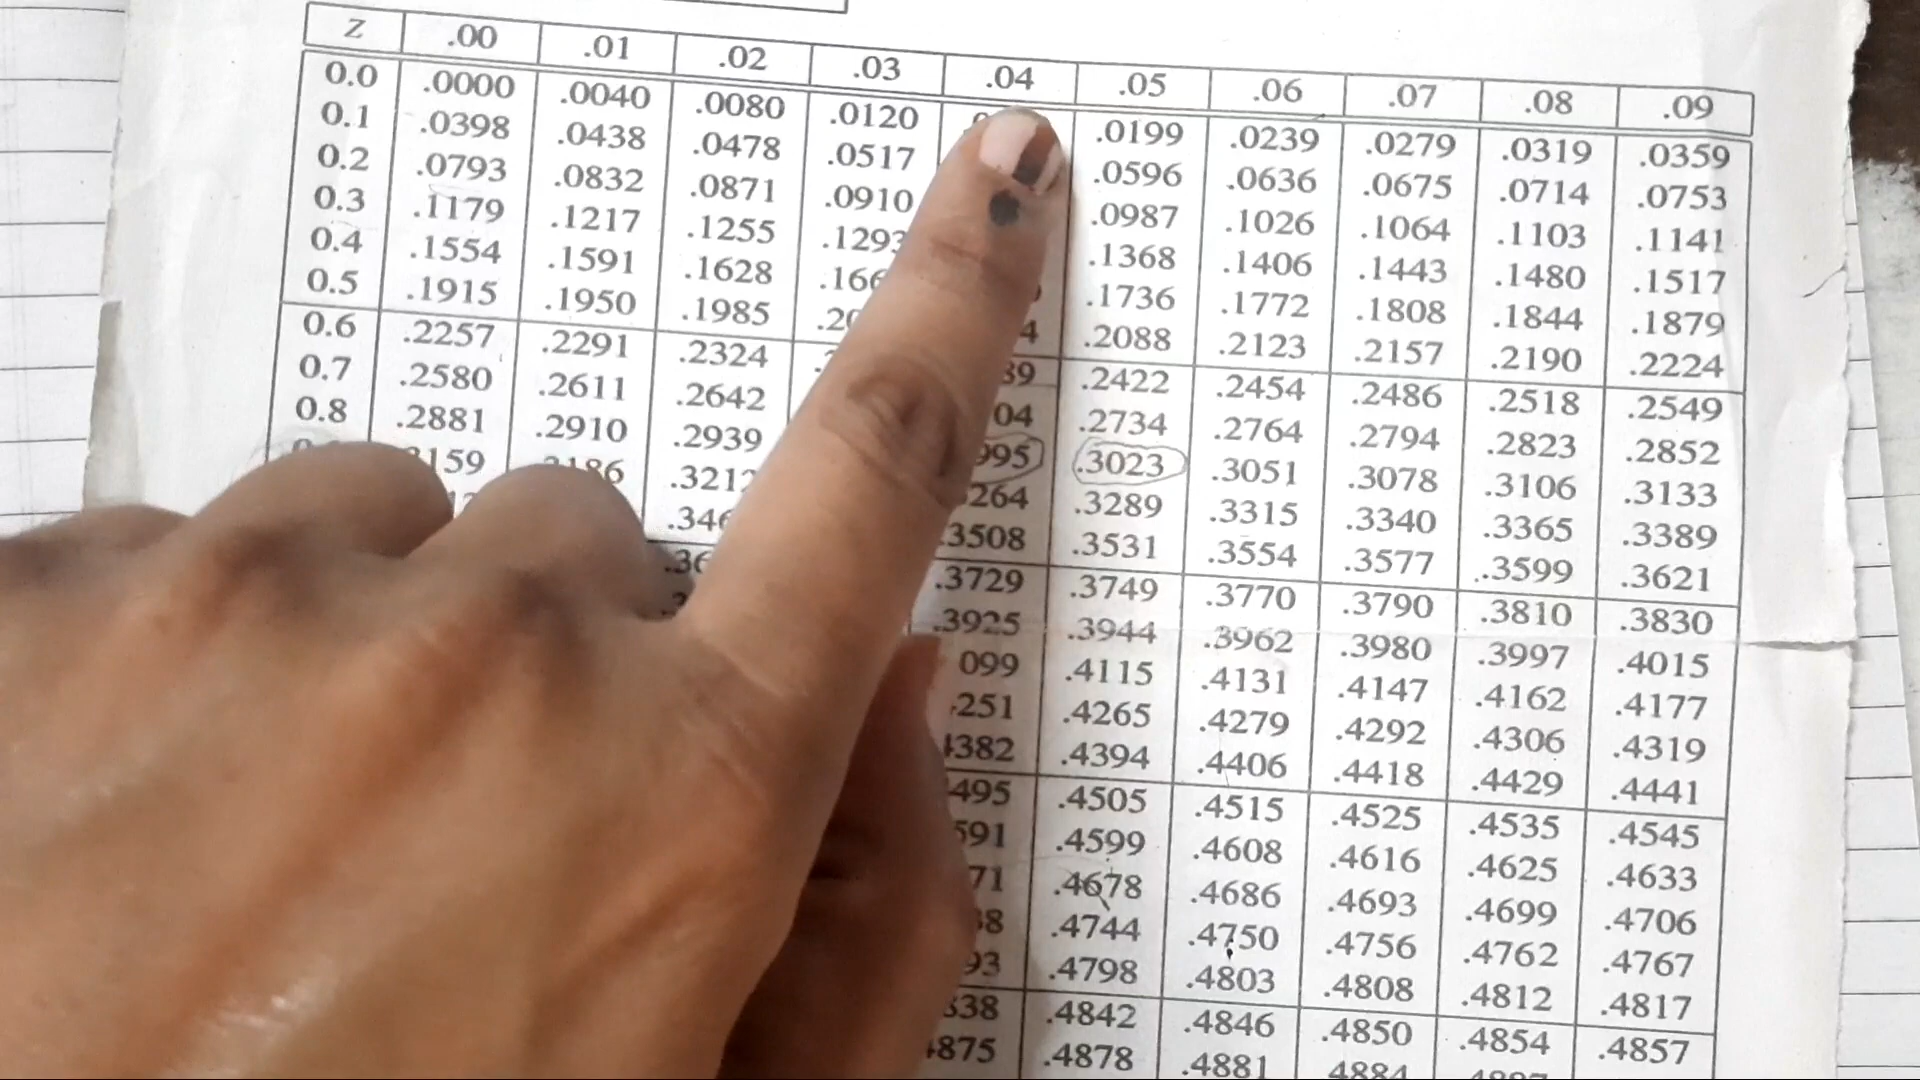 z .00 .01 .02 .03 .04 .05 .06 .07 .08 .09
0.0 .0000 .0040 .0080 .0120 .0199 .0239 .0279 .0319 .0359
0.1 .0398 .0438 .0478 .0517 .0596 .0636 .0675 .0714 .0753
0.2 .0793 .0832 .0871 .0910 .0987 .1026 .1064 .1103 .1141
0.3 .1179 .1217 .1255 .1293 .1368 .1406 .1443 .1480 .1517
0.4 .1554 .1591 .1628 .1736 .1772 .1808 .1844 .1879
0.5 .1915 .1950 .1985 .2088 .2123 .2157 .2190 .2224
0.6 .2257 .2291 .2324 .2422 .2454 .2486 .2518 .2549
0.7 .2580 .2611 .2642 .2734 .2764 .2794 .2823 .2852
0.8 .2881 .2910 .2939 .3023 .3051 .3078 .3106 .3133
.3212 .3289 .3315 .3340 .3365 .3389
.3508 .3531 .3554 .3577 .3599 .3621
.3729 .3749 .3770 .3790 .3810 .3830
.3925 .3944 .3962 .3980 .3997 .4015
099 .4115 .4131 .4147 .4162 .4177
251 .4265 .4279 .4292 .4306 .4319
4382 .4394 .4406 .4418 .4429 .4441
495 .4505 .4515 .4525 .4535 .4545
591 .4599 .4608 .4616 .4625 .4633
71 .4678 .4686 .4693 .4699 .4706
.4744 .4750 .4756 .4762 .4767
93 .4798 .4803 .4808 .4812 .4817
838 .4842 .4846 .4850 .4854 .4857
4875 .4878 .4881 .4884